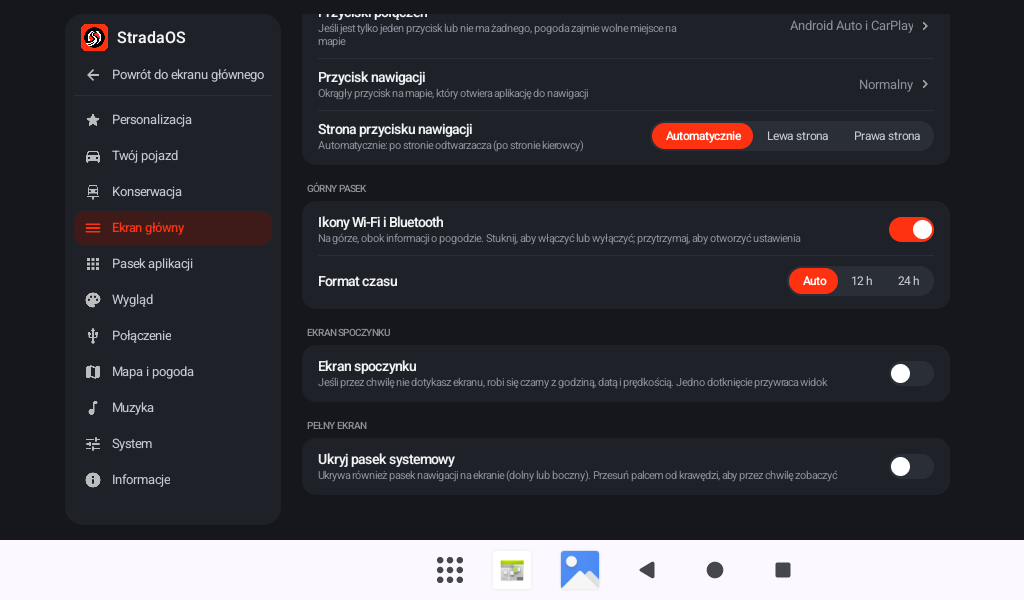 StradaOS
Powrót do ekranu głównego
Personalizacja
Twój pojazd
Konserwacja
Ekran główny
Pasek aplikacji
Wygląd
Połączenie
Mapa i pogoda
Muzyka
System
Informacje
Przyciski połączeń
Jeśli jest tylko jeden przycisk lub nie ma żadnego, pogoda zajmie wolne miejsce na
mapie
Android Auto i CarPlay
Przycisk nawigacji
Okrągły przycisk na mapie, który otwiera aplikację do nawigacji
Normalny
Strona przycisku nawigacji
Automatycznie: po stronie odtwarzacza (po stronie kierowcy)
Automatycznie Lewa strona Prawa strona
GÓRNY PASEK
Ikony Wi-Fi i Bluetooth
Na górze, obok informacji o pogodzie. Stuknij, aby włączyć lub wyłączyć; przytrzymaj, aby otworzyć ustawienia
Format czasu
Auto 12 h 24 h
EKRAN SPOCZYNKU
Ekran spoczynku
Jeśli przez chwilę nie dotykasz ekranu, robi się czarny z godziną, datą i prędkością. Jedno dotknięcie przywraca widok
PEŁNY EKRAN
Ukryj pasek systemowy
Ukrywa również pasek nawigacji na ekranie (dolny lub boczny). Przesuń palcem od krawędzi, aby przez chwilę zobaczyć